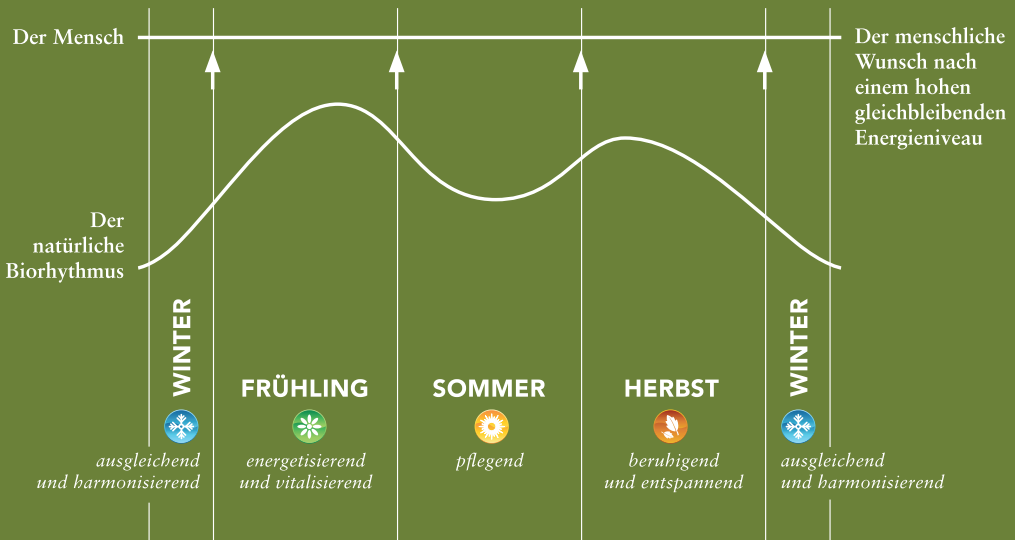 Der Mensch
Der menschliche
Wunsch nach
einem hohen
gleichbleibenden
Energieniveau
Der
natürliche
Biorhythmus
WINTER
FRÜHLING
SOMMER
HERBST
WINTER
ausgleichend
und harmonisierend
energetisierend
und vitalisierend
pflegend
beruhigend
und entspannend
ausgleichend
und harmonisierend